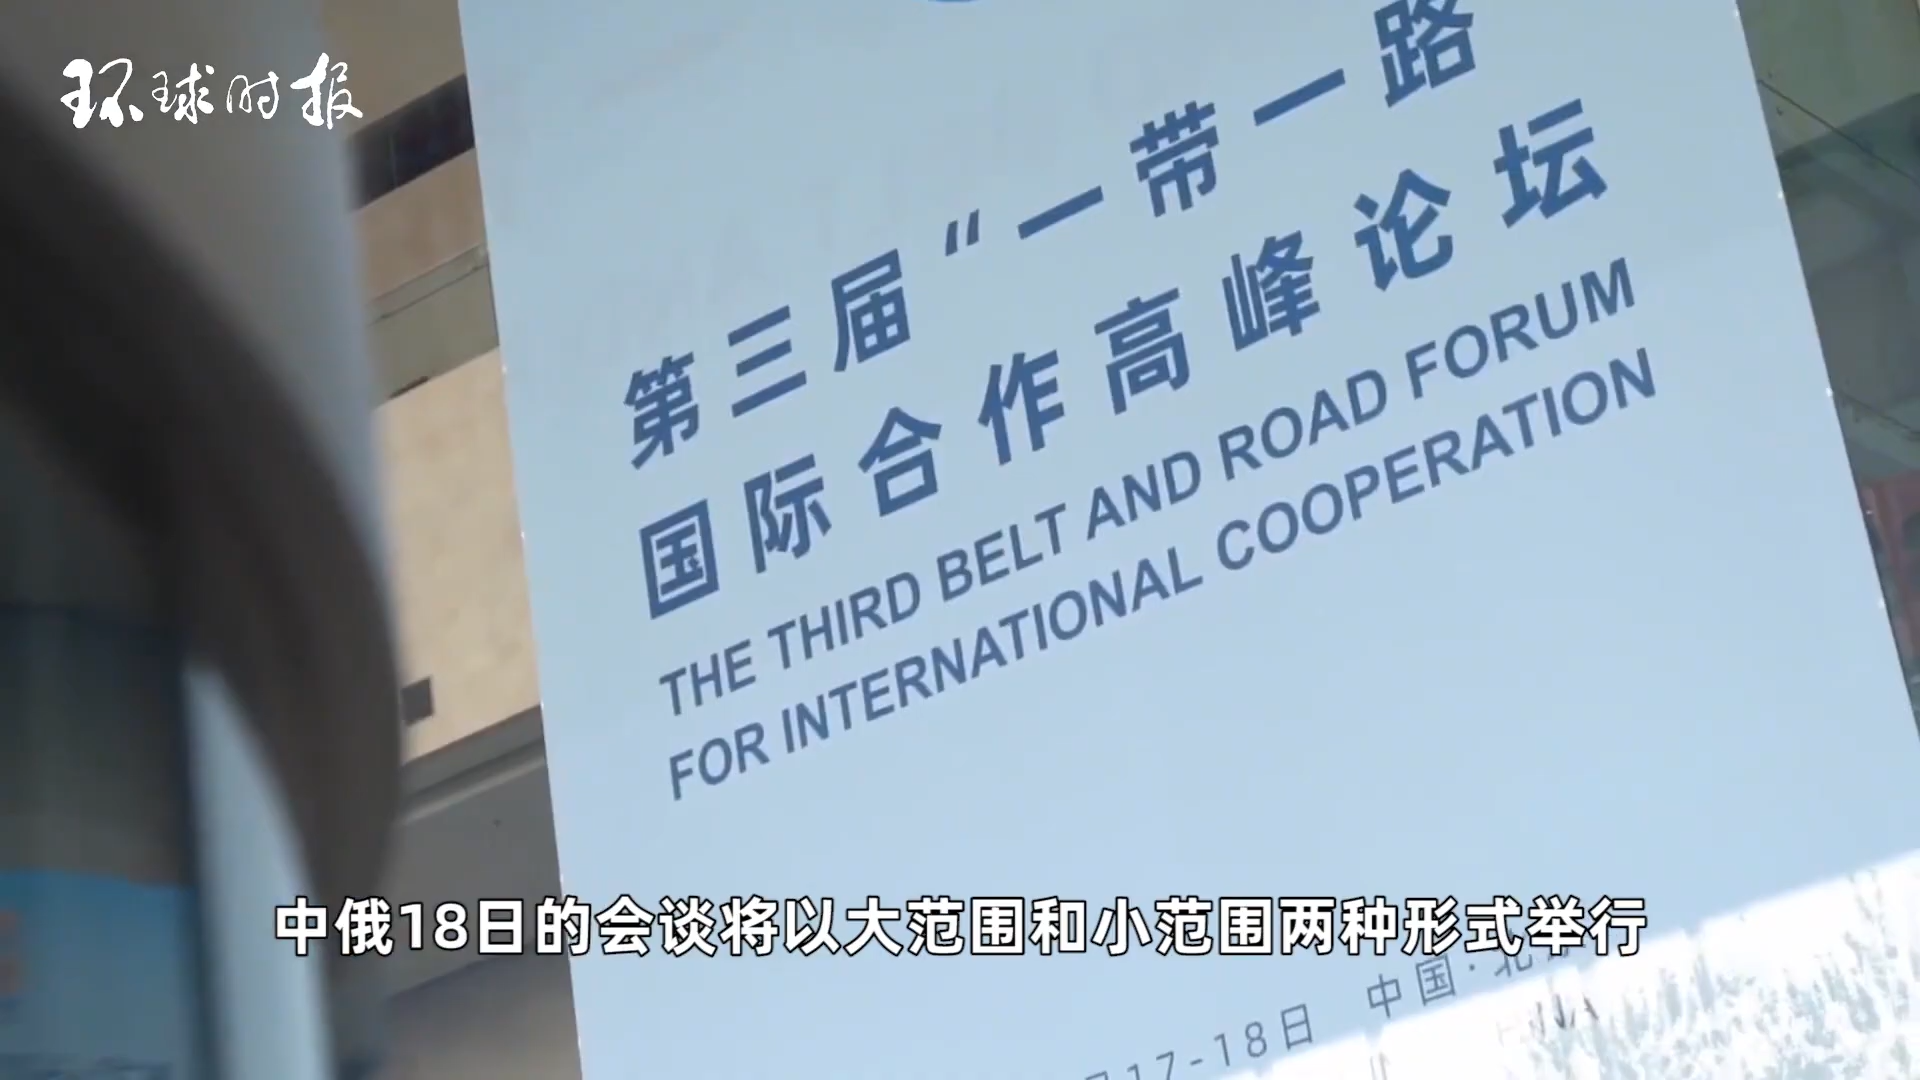 环球时报
第三届“一带一路
国际合作高峰论坛
THE THIRD BELT AND ROAD FORUM
FOR INTERNATIONAL COOPERATION
中俄18日的会谈将以大范围和小范围两种形式举行
17-18日 中国·北